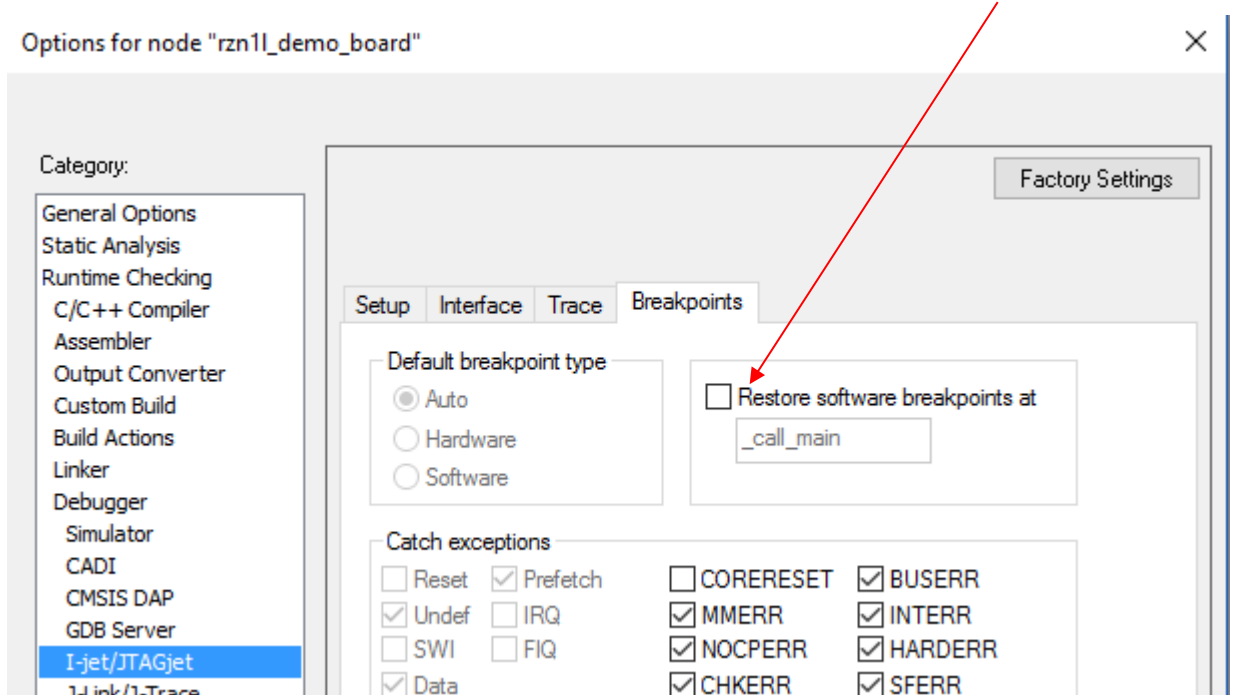 Options for node "rzn1l_demo_board"
Category:
General Options
Static Analysis
Runtime Checking
C/C++ Compiler
Assembler
Output Converter
Custom Build
Build Actions
Linker
Debugger
Simulator
CADI
CMSIS DAP
GDB Server
I-jet/JTAGjet
J-Link/J-Trace
Factory Settings
Setup Interface Trace Breakpoints
Default breakpoint type
Auto
Hardware
Software
Restore software breakpoints at
_call_main
Catch exceptions
Reset Prefetch CORERESET BUSERR
Undef IRQ MMERR INTERR
SWI FIQ NOCPERR HARDERR
Data CHKERR SFERR